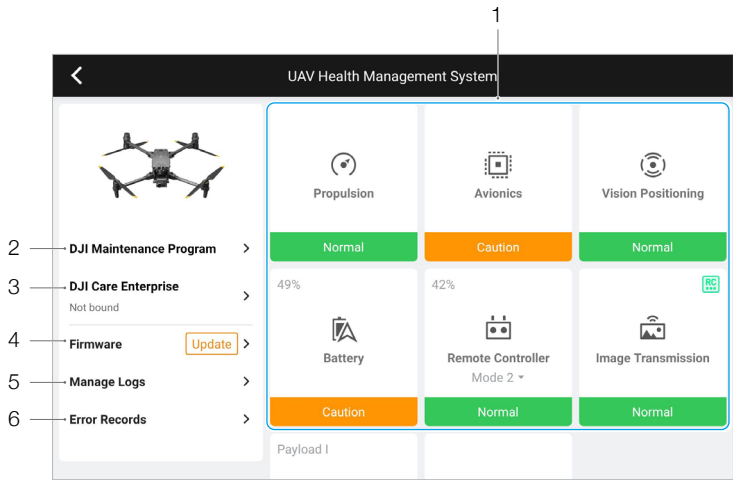 1
UAV Health Management System
Propulsion
Avionics
Vision Positioning
Normal
Caution
Normal
2
DJI Maintenance Program
3
DJI Care Enterprise
Not bound
4
Firmware
Update
5
Manage Logs
6
Error Records
49%
42%
RC
Battery
Remote Controller
Image Transmission
Mode 2
Caution
Normal
Normal
Payload I